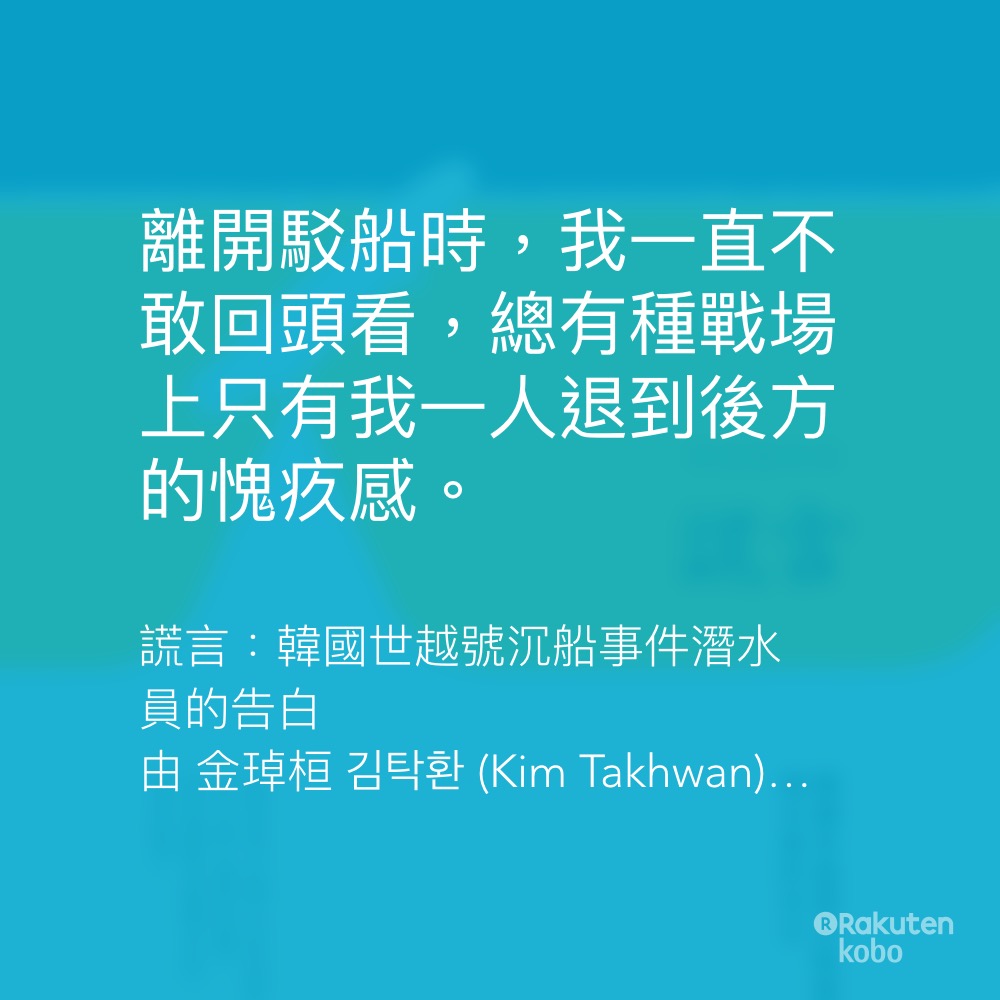 離開駁船時，我一直不
敢回頭看，總有種戰場
上只有我一人退到後方
的愧疚感。
謊言：韓國世越號沉船事件潛水
員的告白
由 金琸桓 김탁환 (Kim Takhwan)…
Rakuten
kobo